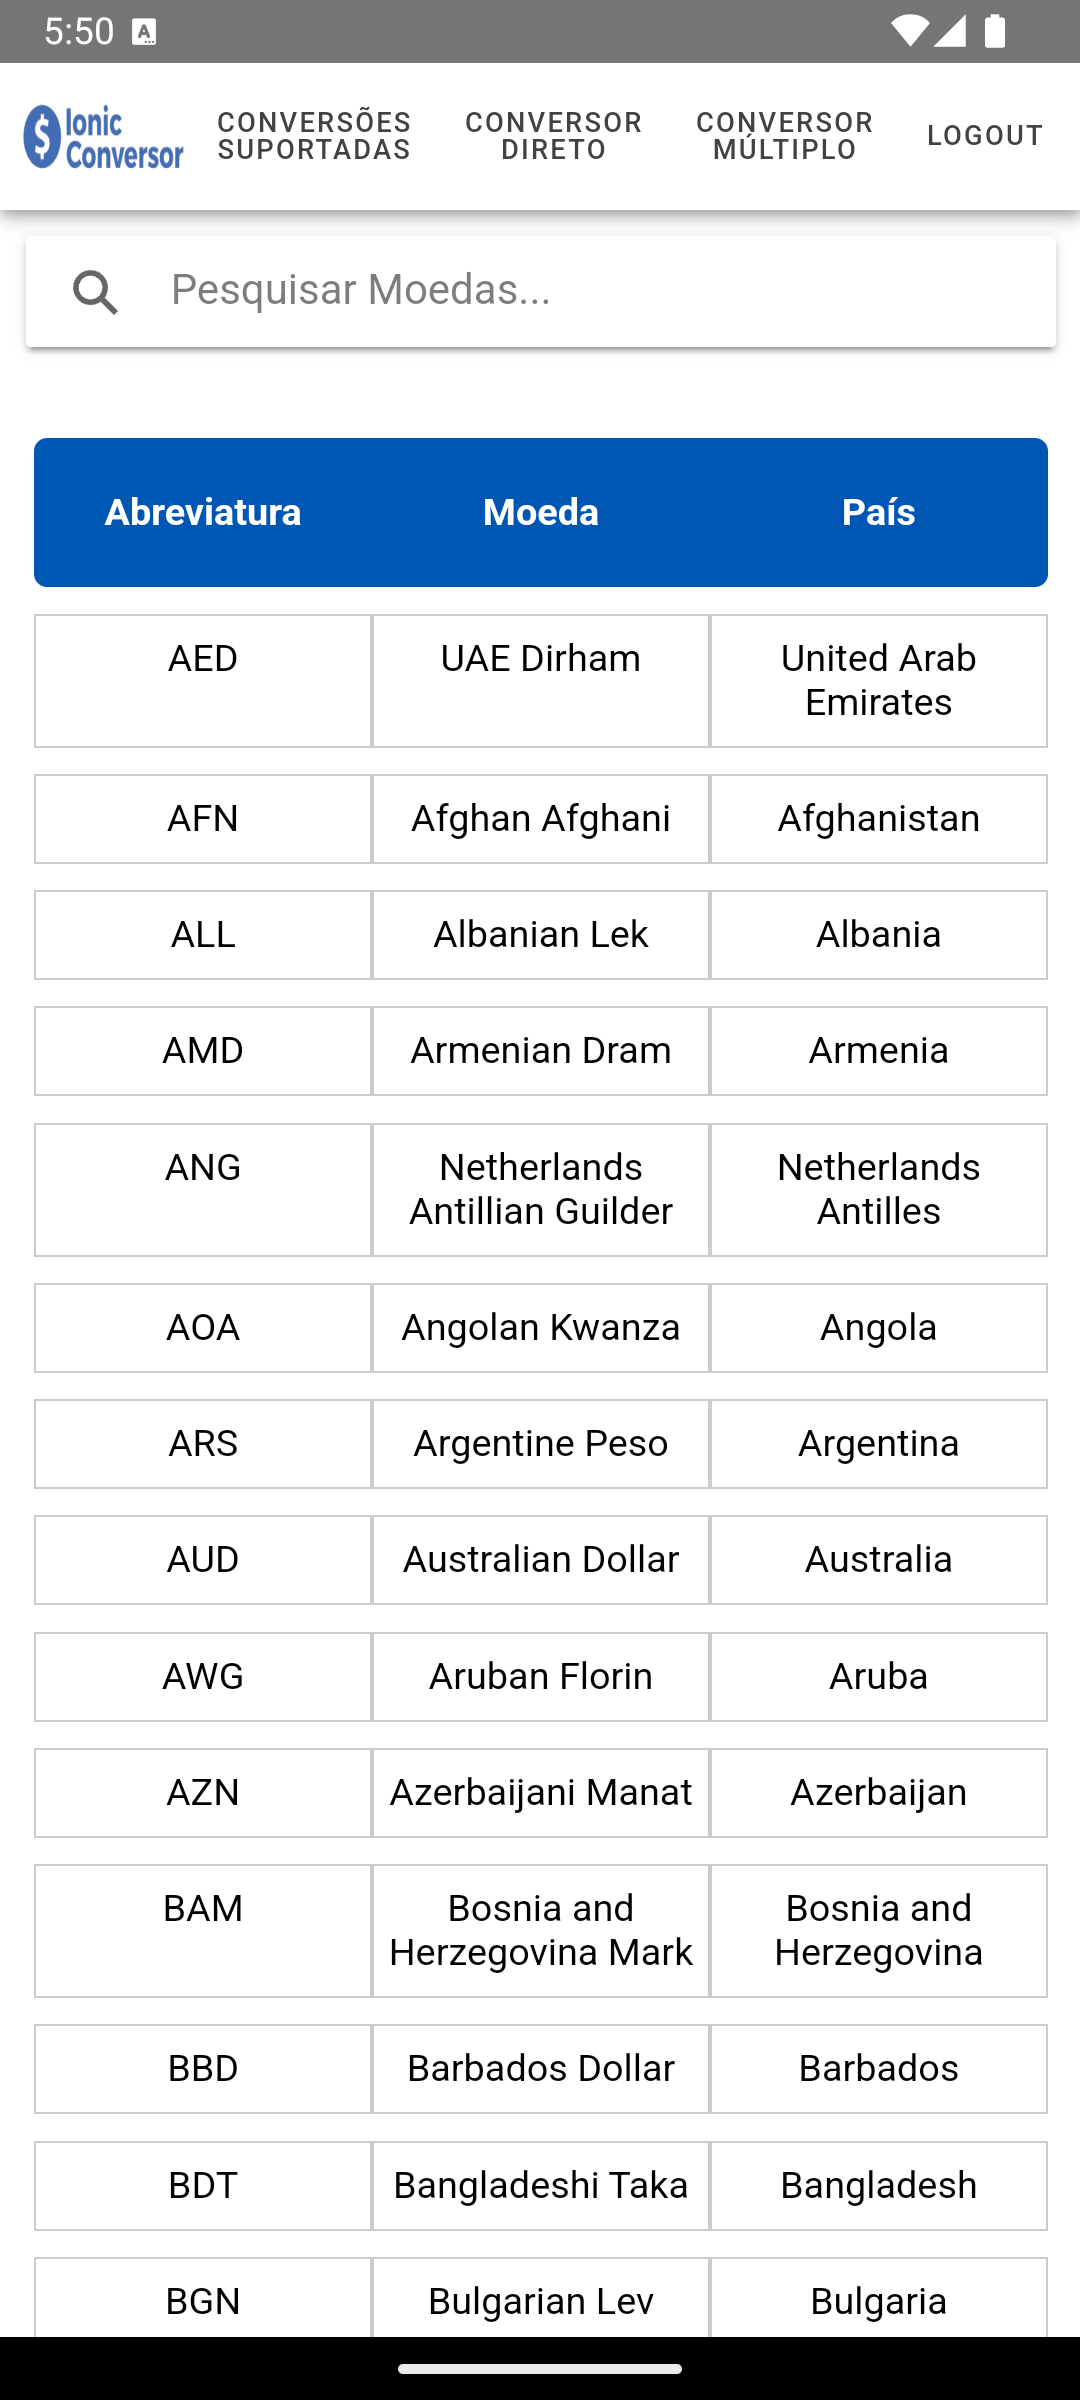 5:50
Ionic
Conversor
CONVERSÕES
SUPORTADAS
CONVERSOR
DIRETO
CONVERSOR
MÚLTIPLO
LOGOUT
Pesquisar Moedas...
Abreviatura Moeda País
AED UAE Dirham United Arab
Emirates
AFN Afghan Afghani Afghanistan
ALL Albanian Lek Albania
AMD Armenian Dram Armenia
ANG Netherlands Netherlands
Antillian Guilder Antilles
AOA Angolan Kwanza Angola
ARS Argentine Peso Argentina
AUD Australian Dollar Australia
AWG Aruban Florin Aruba
AZN Azerbaijani Manat Azerbaijan
BAM Bosnia and Bosnia and
Herzegovina Mark Herzegovina
BBD Barbados Dollar Barbados
BDT Bangladeshi Taka Bangladesh
BGN Bulgarian Lev Bulgaria